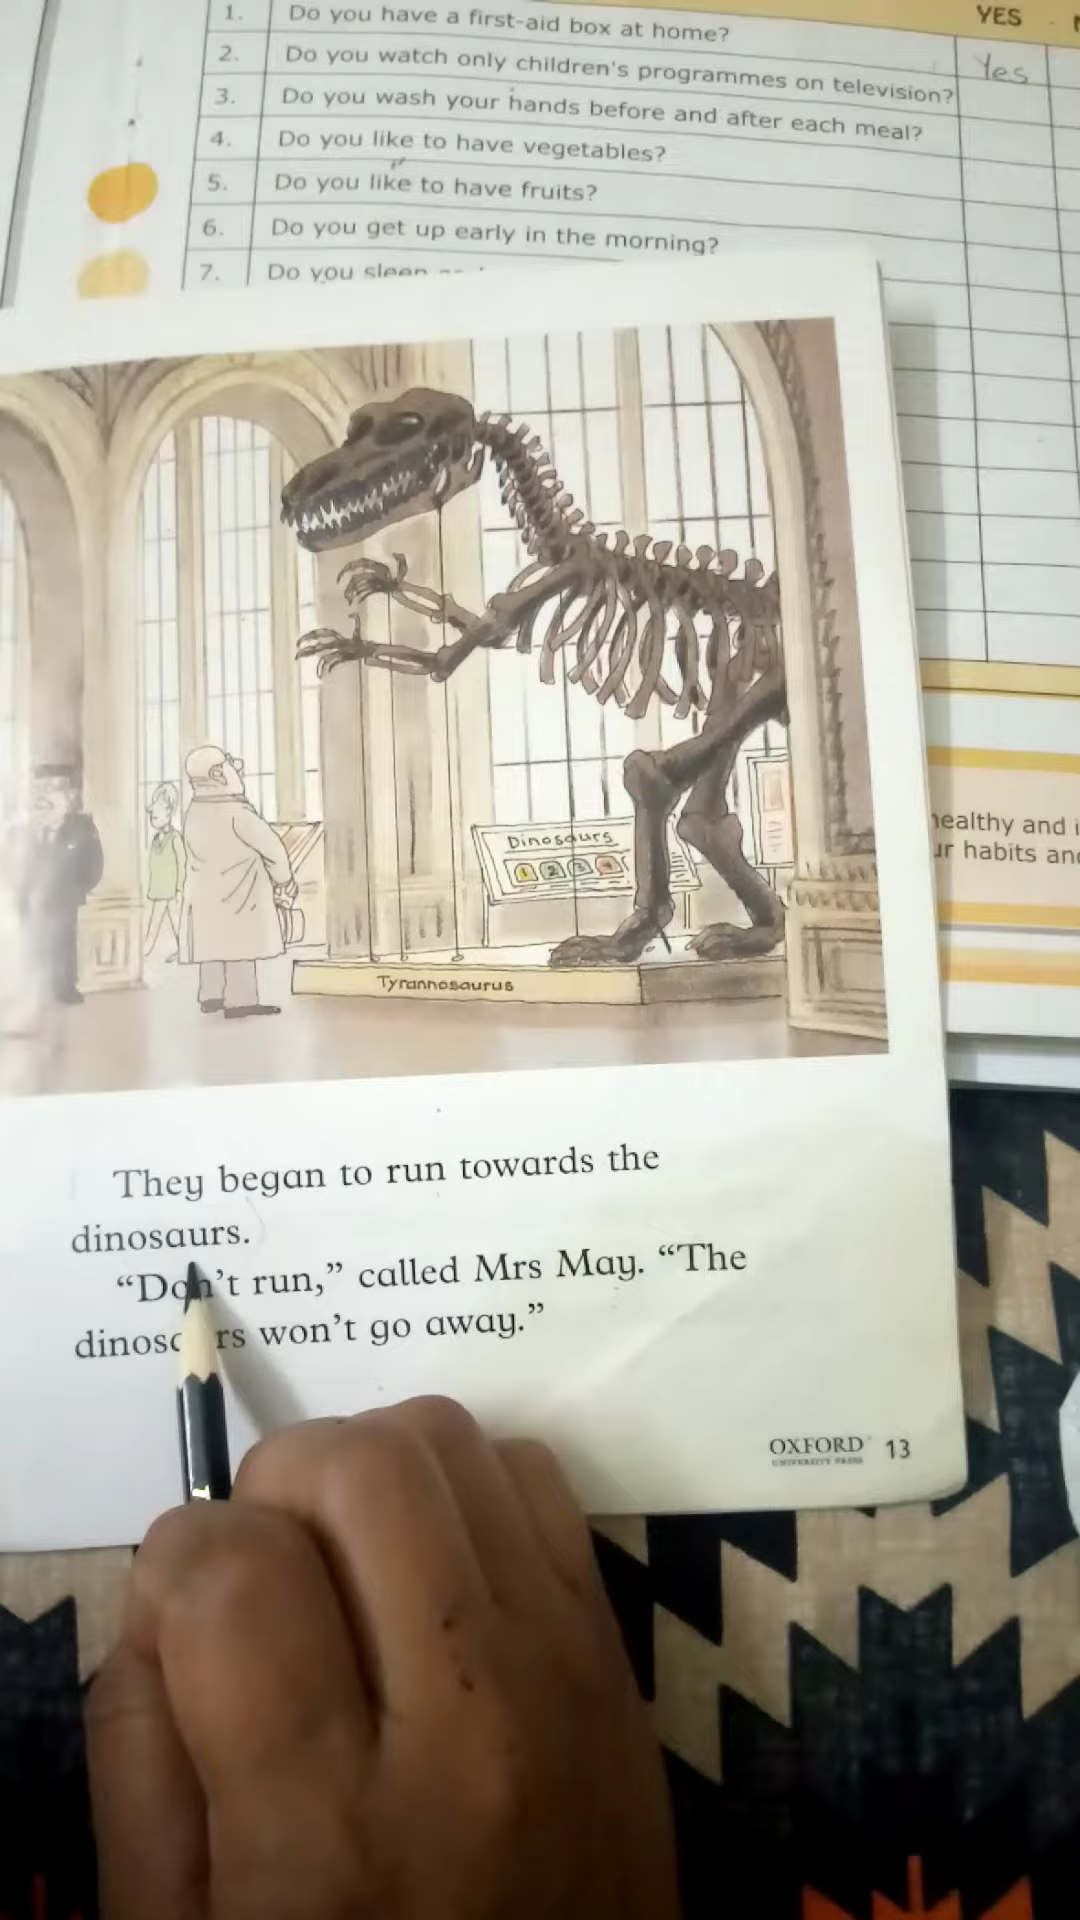 YES
1. Do you have a first-aid box at home?
2. Do you watch only children's programmes on television? Yes
3. Do you wash your hands before and after each meal?
4. Do you like to have vegetables?
5. Do you like to have fruits?
6. Do you get up early in the morning?
7. Do you sleep
healthy and
habits
Dinosaurs
1 2 3 4
Tyrannosaurus
They began to run towards the
dinosaurs.
“Don’t run,” called Mrs May. “The
dinosaurs won’t go away.”
OXFORD 13
UNIVERSITY PRESS